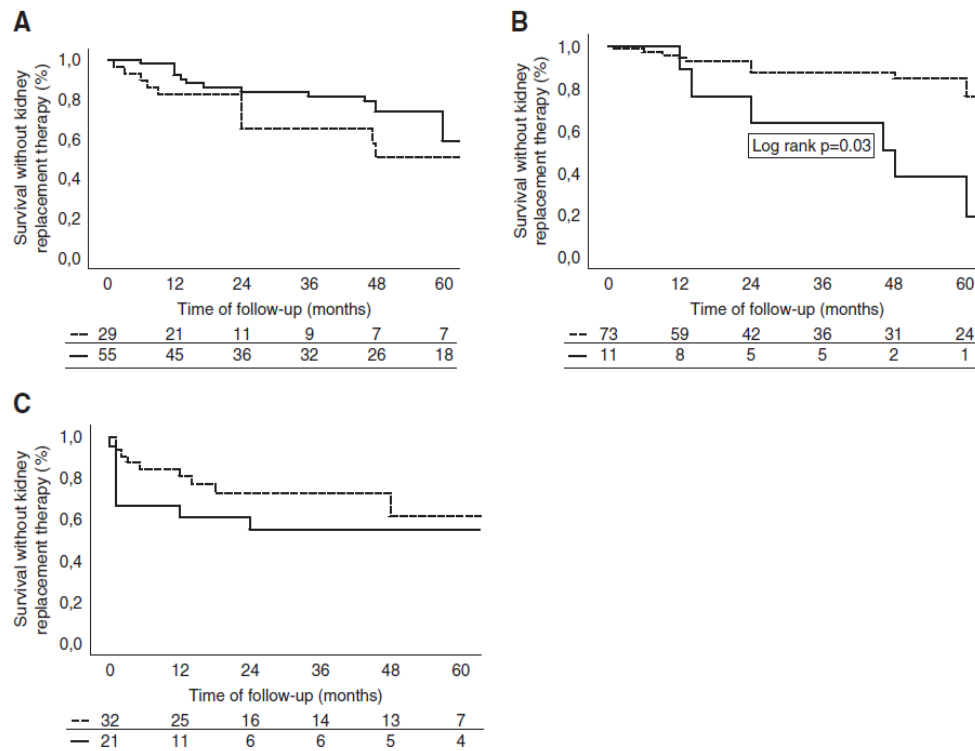 A
Survival without kidney
replacement therapy (%)
1,0
0,8
0,6
0,4
0,2
0,0
0 12 24 36 48 60
Time of follow-up (months)
29 21 11 9 7 7
55 45 36 32 26 18
B
Survival without kidney
replacement therapy (%)
1,0
0,8
0,6
0,4
0,2
0,0
Log rank p=0.03
0 12 24 36 48 60
Time of follow-up (months)
73 59 42 36 31 24
11 8 5 5 2 1
C
Survival without kidney
replacement therapy (%)
1,0
0,8
0,6
0,4
0,2
0,0
0 12 24 36 48 60
Time of follow-up (months)
32 25 16 14 13 7
21 11 6 6 5 4